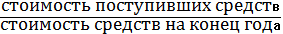 стоимость поступивших средств
стоимость средств на конец года